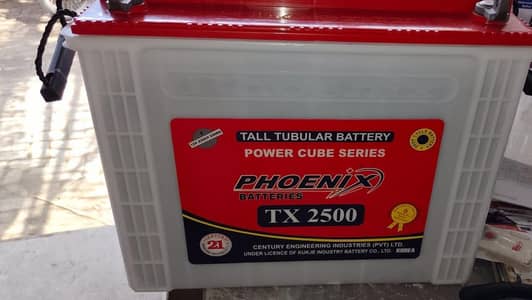 TALL TUBULAR BATTERY
POWER CUBE SERIES
PHOENIX
BATTERIES
TX 2500
21
CENTURY ENGINEERING INDUSTRIES (PVT) LTD.
UNDER LICENCE OF KUKJE INDUSTRY BATTERY CO., LTD. KOREA